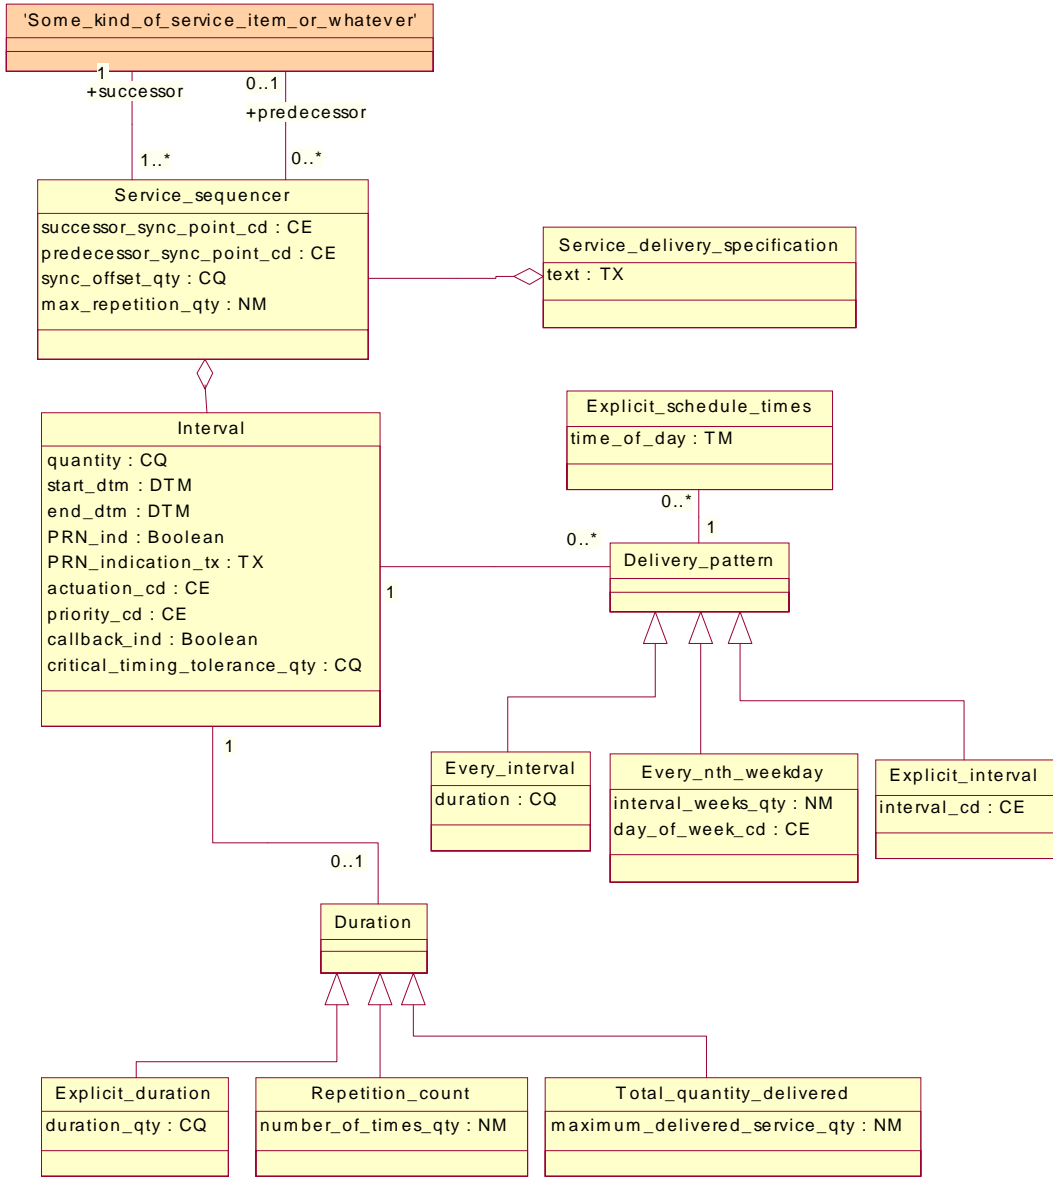 'Some_kind_of_service_item_or_whatever'
1
+successor
0..1
+predecessor
1..*
0..*
Service_sequencer
successor_sync_point_cd : CE
predecessor_sync_point_cd : CE
sync_offset_qty : CQ
max_repetition_qty : NM
Service_delivery_specification
text : TX
Interval
quantity : CQ
start_dtm : DTM
end_dtm : DTM
PRN_ind : Boolean
PRN_indication_tx : TX
actuation_cd : CE
priority_cd : CE
callback_ind : Boolean
critical_timing_tolerance_qty : CQ
Explicit_schedule_times
time_of_day : TM
0..*
1
0..*
1
Delivery_pattern
Every_interval
duration : CQ
Every_nth_weekday
interval_weeks_qty : NM
day_of_week_cd : CE
Explicit_interval
interval_cd : CE
1
0..1
Duration
Explicit_duration
duration_qty : CQ
Repetition_count
number_of_times_qty : NM
Total_quantity_delivered
maximum_delivered_service_qty : NM